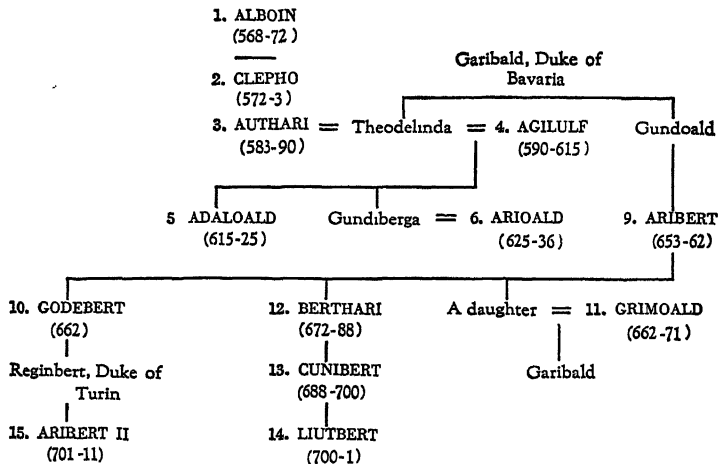 1. ALBOIN
(568-72)
Garibald, Duke of
Bavaria
2. CLEPHO
(572-3)
3. AUTHARI = Theodelinda = 4. AGILULF Gundoald
(583-90) (590-615)
5 ADALOALD Gundiberga = 6. ARIOALD 9. ARIBERT
(615-25) (625-36) (653-62)
10. GODEBERT 12. BERTHARI A daughter = 11. GRIMOALD
(662) (672-88) (662-71)
Reginbert, Duke of 13. CUNIBERT Garibald
Turin (688-700)
15. ARIBERT II 14. LIUTBERT
(701-11) (700-1)